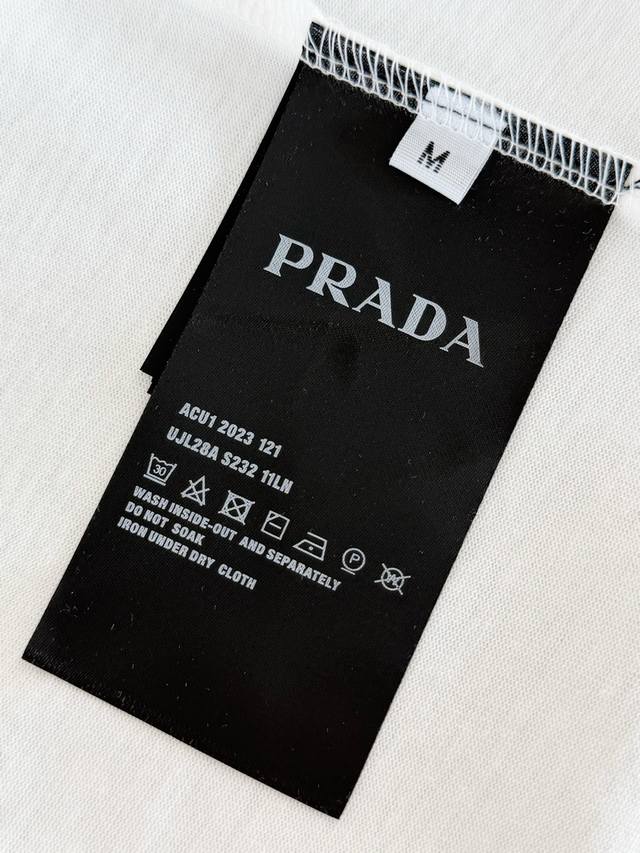 M
PRADA
ACU1 2023 121
UJL28A S232 11LN
30
P
W
WASH INSIDE-OUT AND SEPARATELY
DO NOT SOAK
IRON UNDER DRY CLOTH